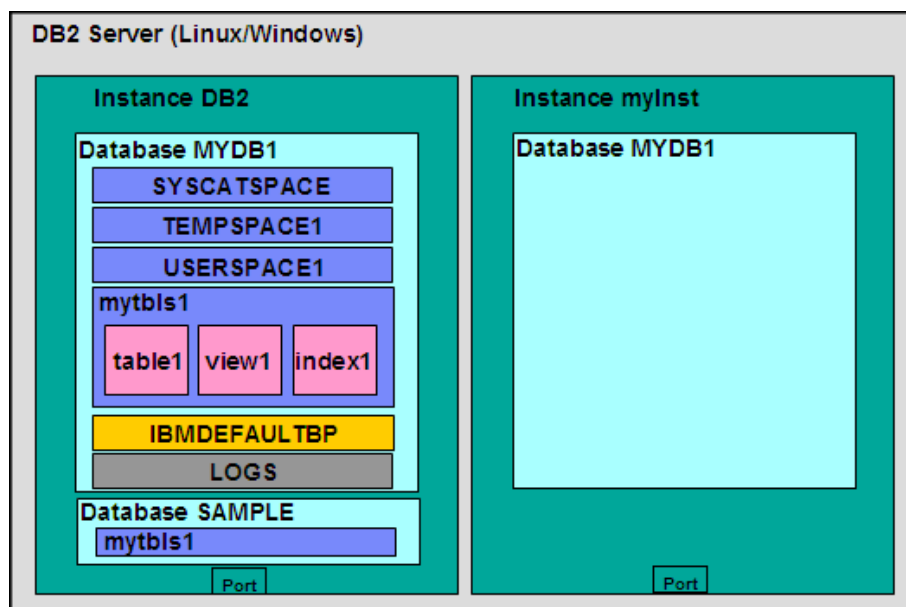 DB2 Server (Linux/Windows)
Instance DB2
Database MYDB1
SYSCATSPACE
TEMPSPACE1
USERSPACE1
mytbls1
table1 view1 index1
IBMDEFAULTBP
LOGS
Database SAMPLE
mytbls1
Port
Instance myInst
Database MYDB1
Port